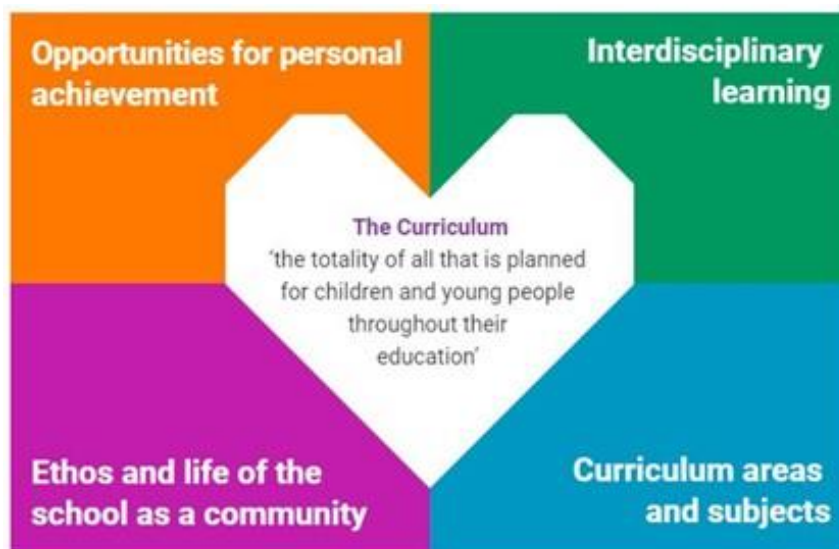 Opportunities for personal
achievement
Interdisciplinary
learning
The Curriculum
‘the totality of all that is planned
for children and young people
throughout their
education’
Ethos and life of the
school as a community
Curriculum areas
and subjects